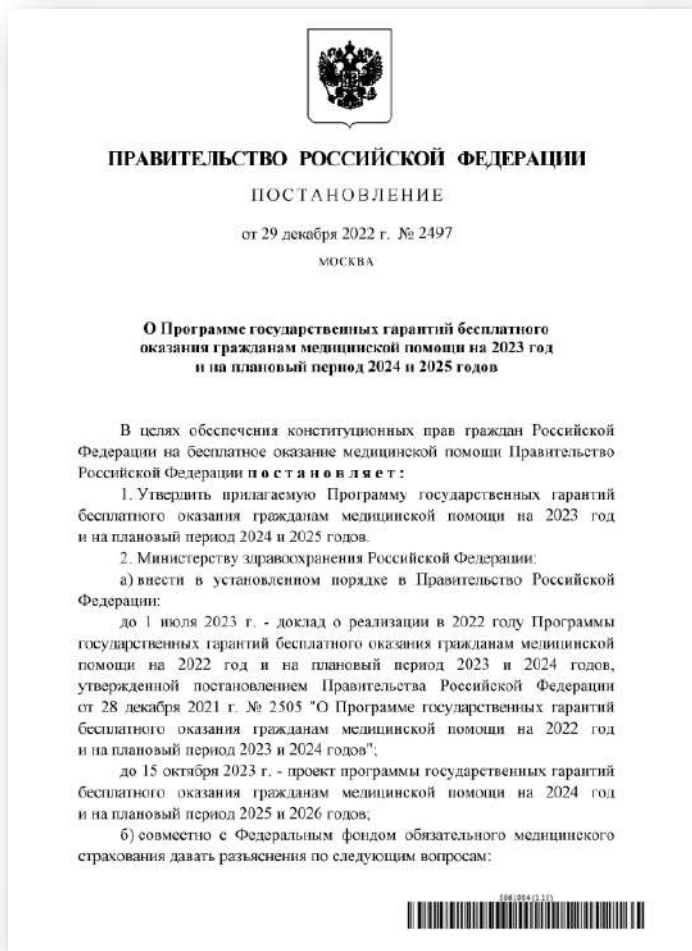 ПРАВИТЕЛЬСТВО РОССИЙСКОЙ ФЕДЕРАЦИИ
ПОСТАНОВЛЕНИЕ
от 29 декабря 2022 г. № 2497
МОСКВА
О Программе государственных гарантий бесплатного
оказания гражданам медицинской помощи на 2023 год
и на плановый период 2024 и 2025 годов
В целях обеспечения конституционных прав граждан Российской
Федерации на бесплатное оказание медицинской помощи Правительство
Российской Федерации постановляет:
1. Утвердить прилагаемую Программу государственных гарантий
бесплатного оказания гражданам медицинской помощи на 2023 год
и на плановый период 2024 и 2025 годов.
2. Министерству здравоохранения Российской Федерации:
а) внести в установленном порядке в Правительство Российской
Федерации:
до 1 июля 2023 г. - доклад о реализации в 2022 году Программы
государственных гарантий бесплатного оказания гражданам медицинской
помощи на 2022 год и на плановый период 2023 и 2024 годов,
утвержденной постановлением Правительства Российской Федерации
от 28 декабря 2021 г. № 2505 "О Программе государственных гарантий
бесплатного оказания гражданам медицинской помощи на 2022 год
и на плановый период 2023 и 2024 годов";
до 15 октября 2023 г. - проект программы государственных гарантий
бесплатного оказания гражданам медицинской помощи на 2024 год
и на плановый период 2025 и 2026 годов;
б) совместно с Федеральным фондом обязательного медицинского
страхования давать разъяснения по следующим вопросам: